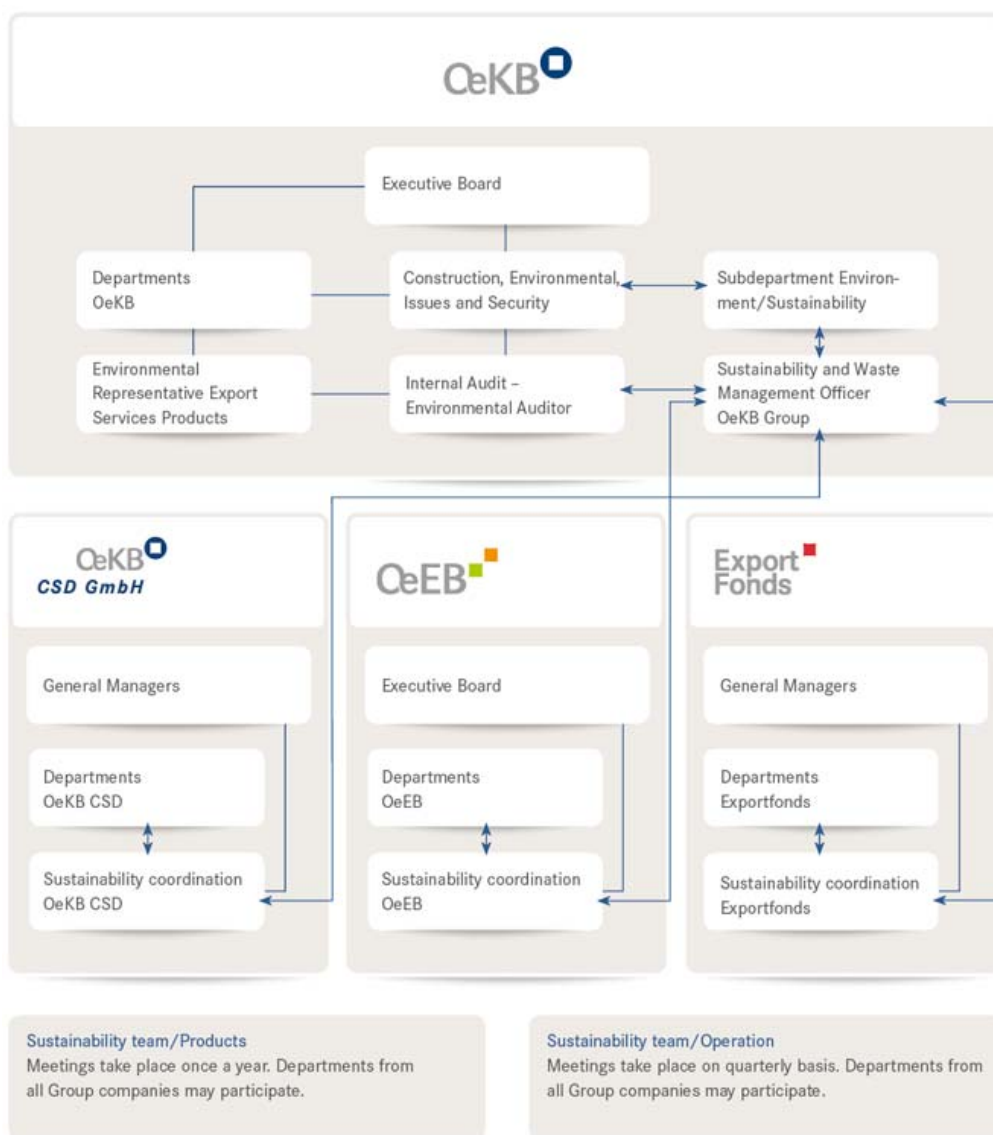 OeKB
Executive Board
Departments
OeKB
Construction, Environmental,
Issues and Security
Subdepartment Environ-
ment/Sustainability
Environmental
Representative Export
Services Products
Internal Audit –
Environmental Auditor
Sustainability and Waste
Management Officer
OeKB Group
OeKB
CSD GmbH
OeEB
Export
Fonds
General Managers
Executive Board
General Managers
Departments
OeKB CSD
Departments
OeEB
Departments
Exportfonds
Sustainability coordination
OeKB CSD
Sustainability coordination
OeEB
Sustainability coordination
Exportfonds
Sustainability team/Products
Meetings take place once a year. Departments from
all Group companies may participate.
Sustainability team/Operation
Meetings take place on quarterly basis. Departments from
all Group companies may participate.